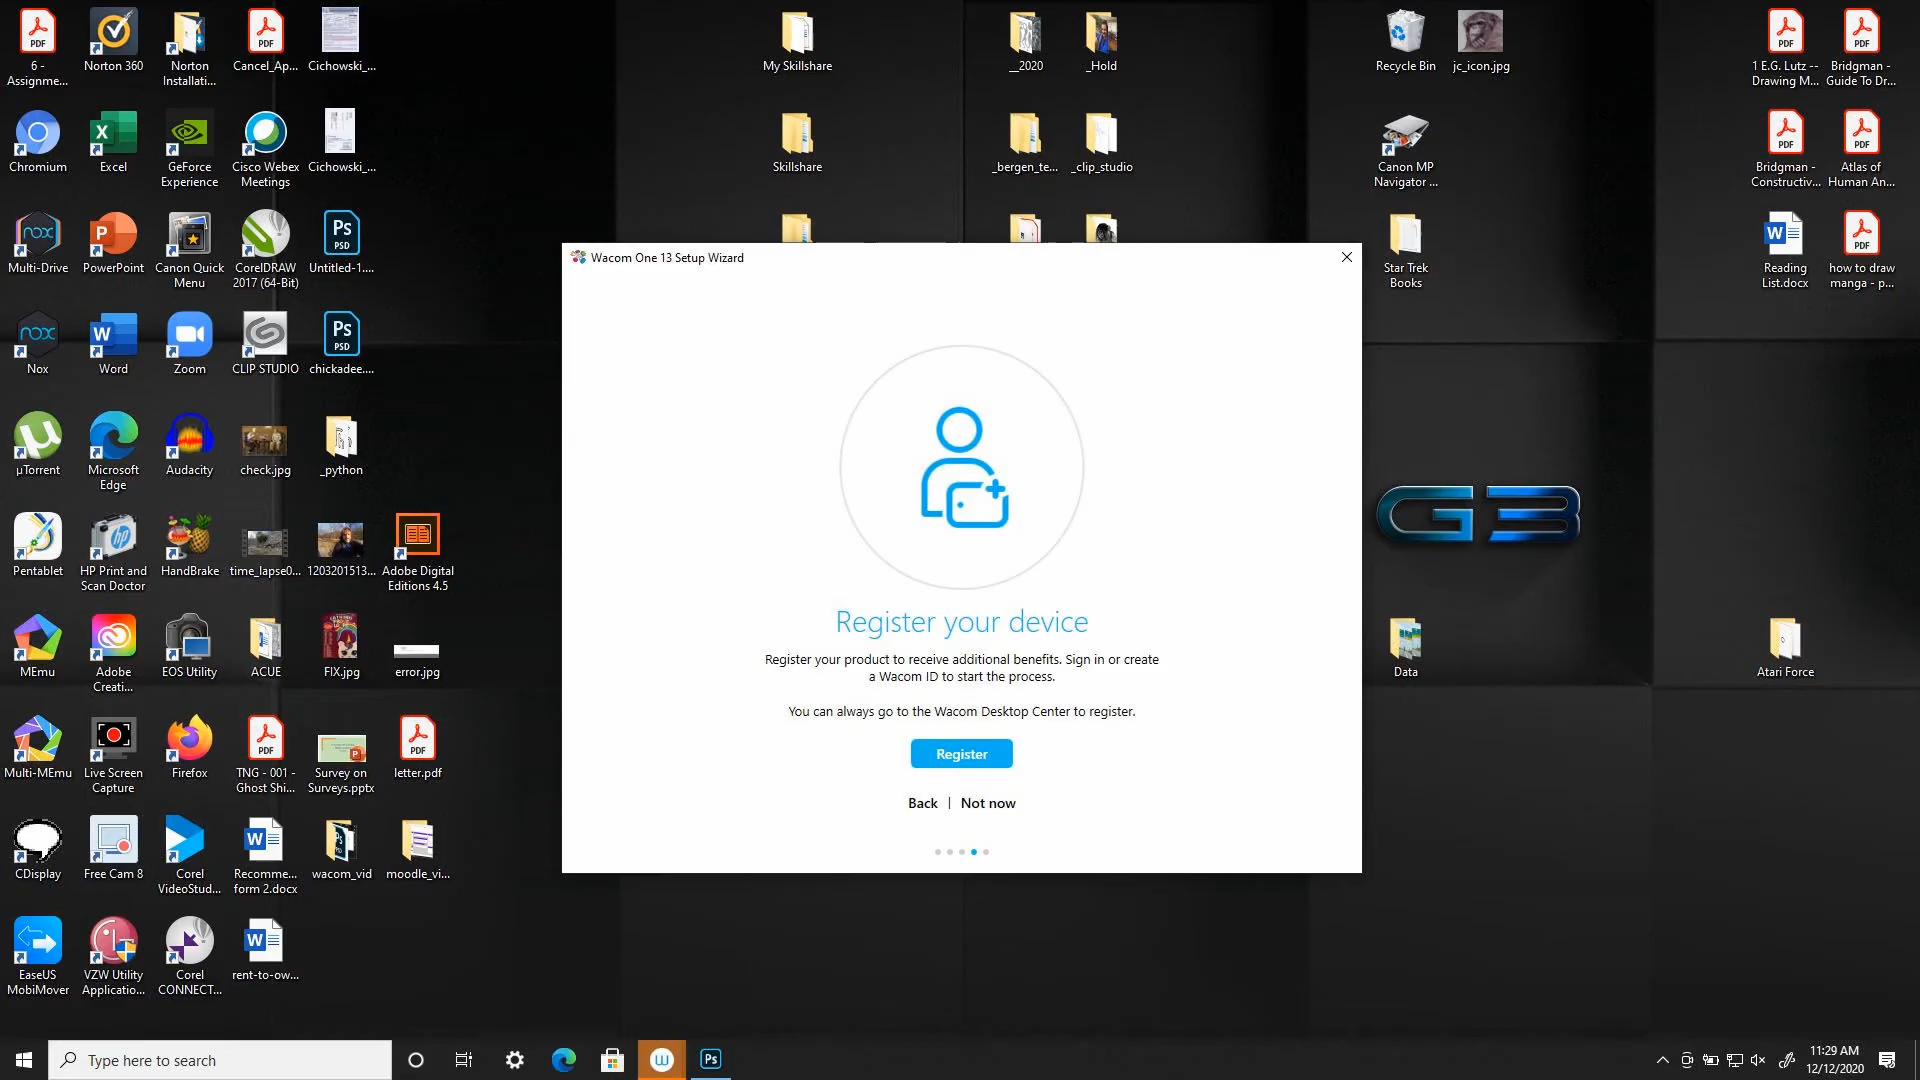 6 -
Assignme...
Norton 360
Norton
Installati...
Cancel_Ap...
Cichowski_...
My Skillshare
__2020
_Hold
Recycle Bin
jc_icon.jpg
1 E.G. Lutz --
Drawing M...
Bridgman -
Guide To Dr...
Chromium
Excel
GeForce
Experience
Cisco Webex
Meetings
Cichowski_...
Skillshare
_bergen_te...
_clip_studio
Canon MP
Navigator ...
Bridgman -
Constructiv...
Atlas of
Human An...
Multi-Drive
PowerPoint
Canon Quick
Menu
CorelDRAW
2017 (64-Bit)
Untitled-1....
Star Trek
Books
Reading
List.docx
how to draw
manga - p...
Nox
Word
Zoom
CLIP STUDIO
chickadee....
µTorrent
Microsoft
Edge
Audacity
check.jpg
_python
Pentablet
HP Print and
Scan Doctor
HandBrake
time_lapse0...
1203201513...
Adobe Digital
Editions 4.5
MEmu
Adobe
Creati...
EOS Utility
ACUE
FIX.jpg
error.jpg
Data
Atari Force
Multi-MEmu
Live Screen
Capture
Firefox
TNG - 001 -
Ghost Shi...
Survey on
Surveys.pptx
letter.pdf
CDisplay
Free Cam 8
Corel
VideoStud...
Recomme...
form 2.docx
wacom_vid
moodle_vi...
EaseUS
MobiMover
VZW Utility
Applicatio...
Corel
CONNECT...
rent-to-ow...
Wacom One 13 Setup Wizard
Register your device
Register your product to receive additional benefits. Sign in or create
a Wacom ID to start the process.
You can always go to the Wacom Desktop Center to register.
Register
Back | Not now
G3
Type here to search
Ps
11:29 AM
12/12/2020